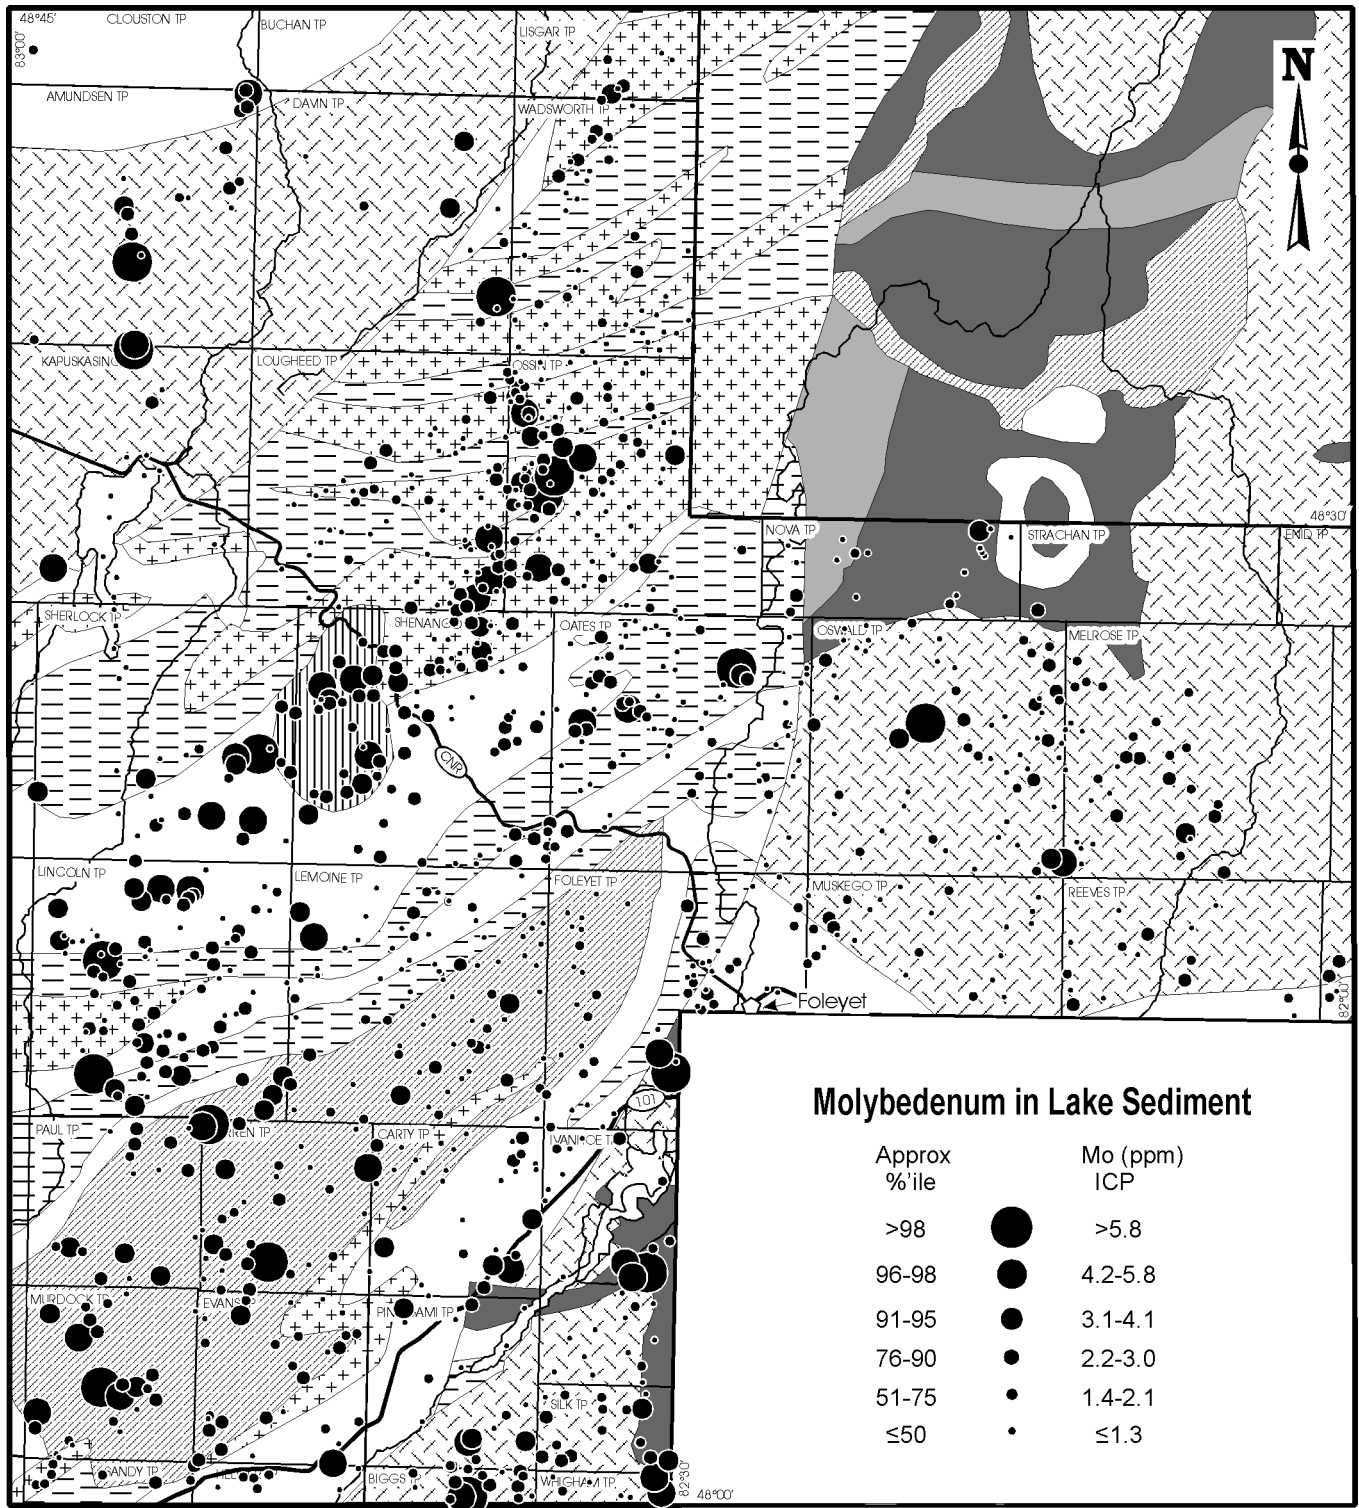 48°45'
CLOUSTON TP
BUCHAN TP
LISGAR TP
83°00'
N
AMUNDSEN TP
DAVIN TP
WADSWORTH TP
LOUGHEED TP
OSSIN TP
48°30'
NOVA TP
STRACHAN TP
ENID TP
SHERLOCK TP
OATES TP
OSWALD TP
MELROSE TP
CNR
LINCOLN TP
LEMOINE TP
FOLEYET TP
MUSKEGO TP
REEVES TP
Foleyet
82°00'
101
PAUL TP
CARTY TP
MURDOCK TP
SILK TP
SANDY TP
BIGGS TP
WHIGHAM TP
82°30'
48°00'
Molybedenum in Lake Sediment
Approx Mo (ppm)
%'ile ICP
>98 >5.8
96-98 4.2-5.8
91-95 3.1-4.1
76-90 2.2-3.0
51-75 1.4-2.1
≤50 ≤1.3